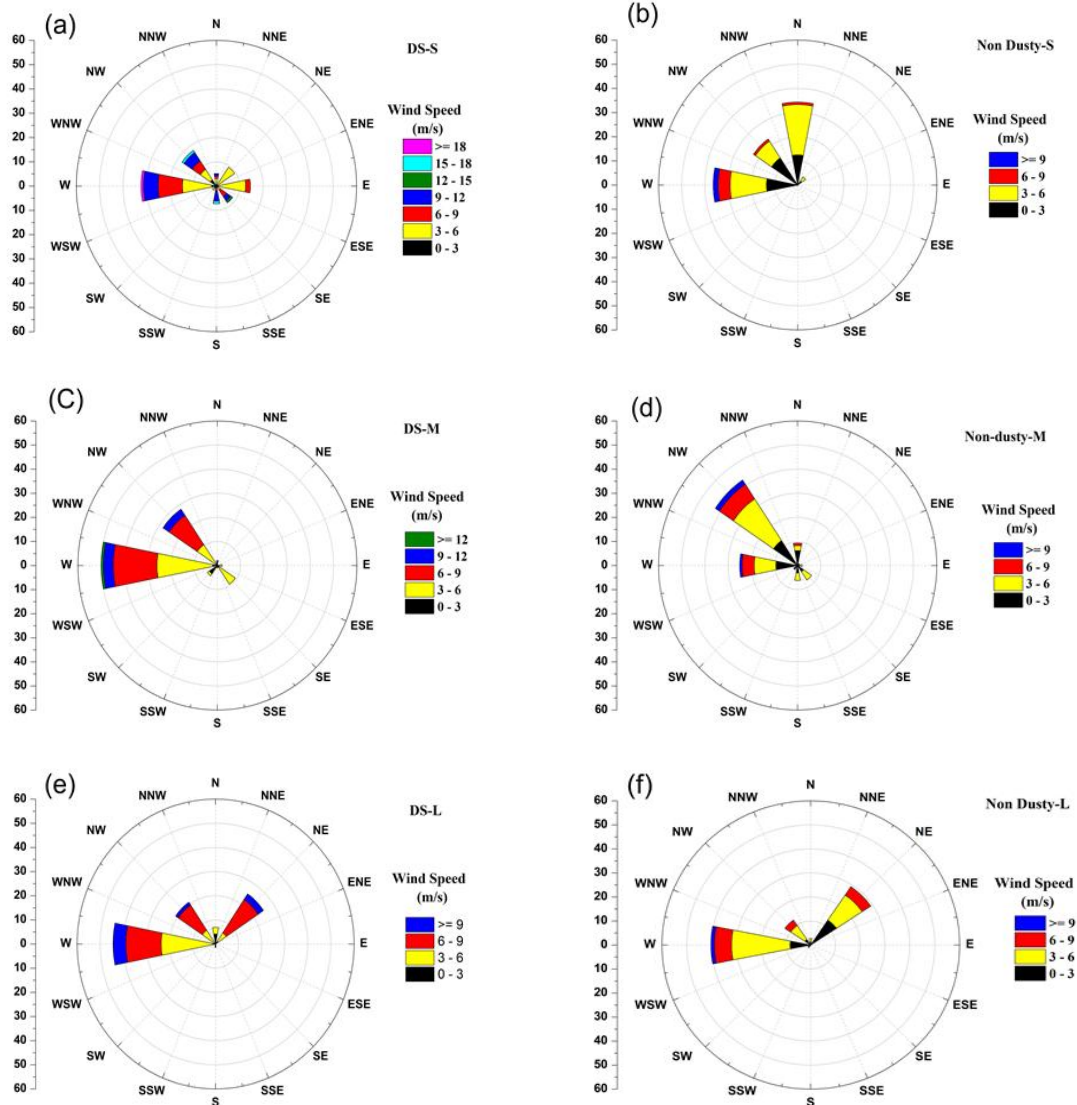 (a)
DS-S
60
50
40
30
20
10
0
10
20
30
40
50
60
N
NNE
NE
ENE
E
ESE
SE
SSE
S
SSW
SW
WSW
W
WNW
NW
NNW
Wind Speed
(m/s)
>= 18
15 - 18
12 - 15
9 - 12
6 - 9
3 - 6
0 - 3
(b)
Non Dusty-S
60
50
40
30
20
10
0
10
20
30
40
50
60
N
NNE
NE
ENE
E
ESE
SE
SSE
S
SSW
SW
WSW
W
WNW
NW
NNW
Wind Speed
(m/s)
>= 9
6 - 9
3 - 6
0 - 3
(C)
DS-M
60
50
40
30
20
10
0
10
20
30
40
50
60
N
NNE
NE
ENE
E
ESE
SE
SSE
S
SSW
SW
WSW
W
WNW
NW
NNW
Wind Speed
(m/s)
>= 12
9 - 12
6 - 9
3 - 6
0 - 3
(d)
Non-dusty-M
60
50
40
30
20
10
0
10
20
30
40
50
60
N
NNE
NE
ENE
E
ESE
SE
SSE
S
SSW
SW
WSW
W
WNW
NW
NNW
Wind Speed
(m/s)
>= 9
6 - 9
3 - 6
0 - 3
(e)
DS-L
60
50
40
30
20
10
0
10
20
30
40
50
60
N
NNE
NE
ENE
E
ESE
SE
SSE
S
SSW
SW
WSW
W
WNW
NW
NNW
Wind Speed
(m/s)
>= 9
6 - 9
3 - 6
0 - 3
(f)
Non Dusty-L
60
50
40
30
20
10
0
10
20
30
40
50
60
N
NNE
NE
ENE
E
ESE
SE
SSE
S
SSW
SW
WSW
W
WNW
NW
NNW
Wind Speed
(m/s)
>= 9
6 - 9
3 - 6
0 - 3